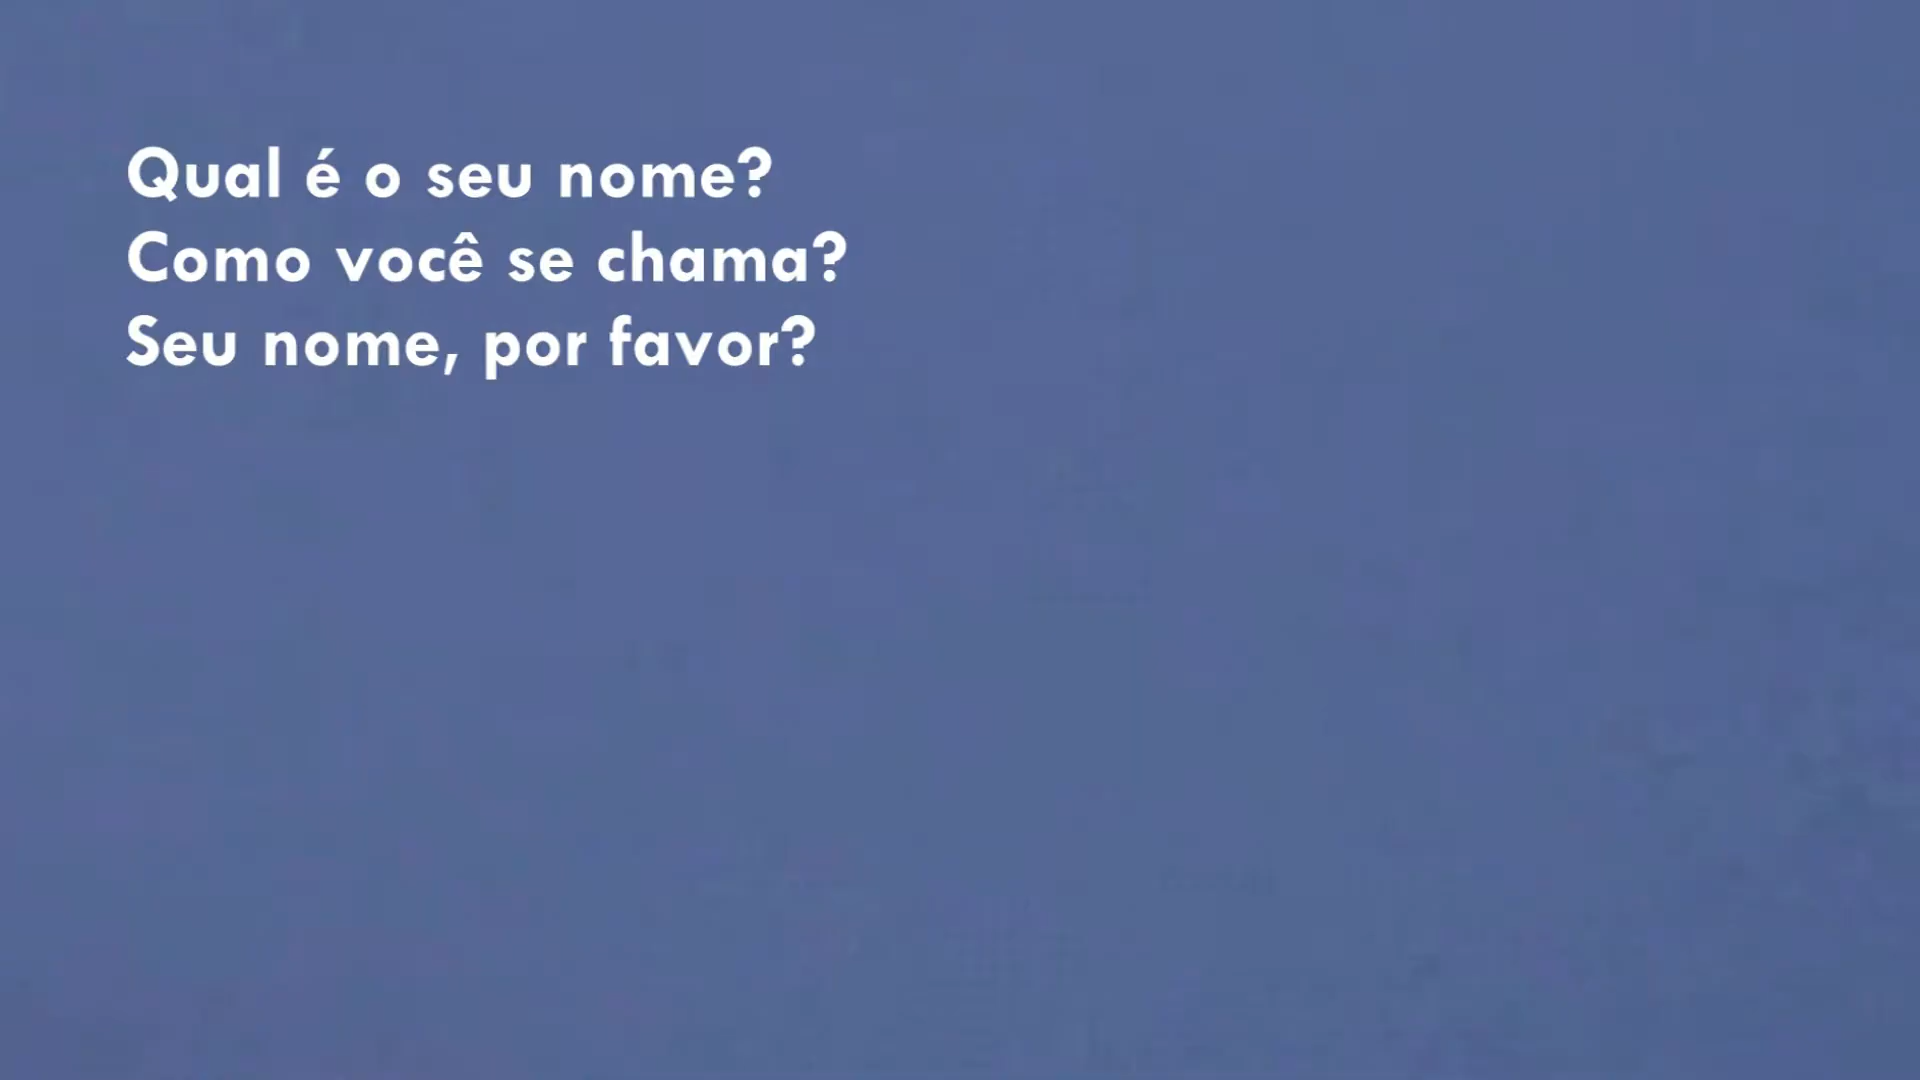 Qual é o seu nome?
Como você se chama?
Seu nome, por favor?